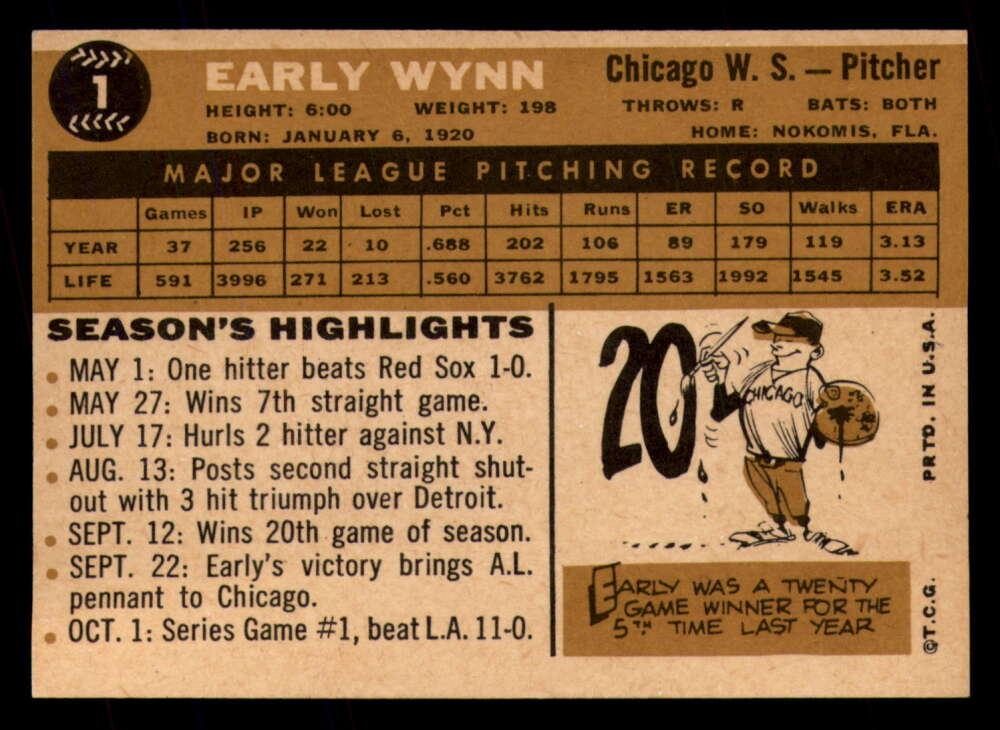 1
EARLY WYNN
Chicago W. S. — Pitcher
HEIGHT: 6:00 WEIGHT: 198 THROWS: R BATS: BOTH
BORN: JANUARY 6, 1920 HOME: NOKOMIS, FLA.
MAJOR LEAGUE PITCHING RECORD
Games IP Won Lost Pct Hits Runs ER SO Walks ERA
YEAR 37 256 22 10 .688 202 106 89 179 119 3.13
LIFE 591 3996 271 213 .560 3762 1795 1563 1992 1545 3.52
SEASON'S HIGHLIGHTS
• MAY 1: One hitter beats Red Sox 1-0.
• MAY 27: Wins 7th straight game.
• JULY 17: Hurls 2 hitter against N.Y.
• AUG. 13: Posts second straight shut-
out with 3 hit triumph over Detroit.
• SEPT. 12: Wins 20th game of season.
• SEPT. 22: Early's victory brings A.L.
pennant to Chicago.
• OCT. 1: Series Game #1, beat L.A. 11-0.
20
CHICAGO
EARLY WAS A TWENTY
GAME WINNER FOR THE
5TH TIME LAST YEAR
©T.C.G. PRTD. IN U.S.A.